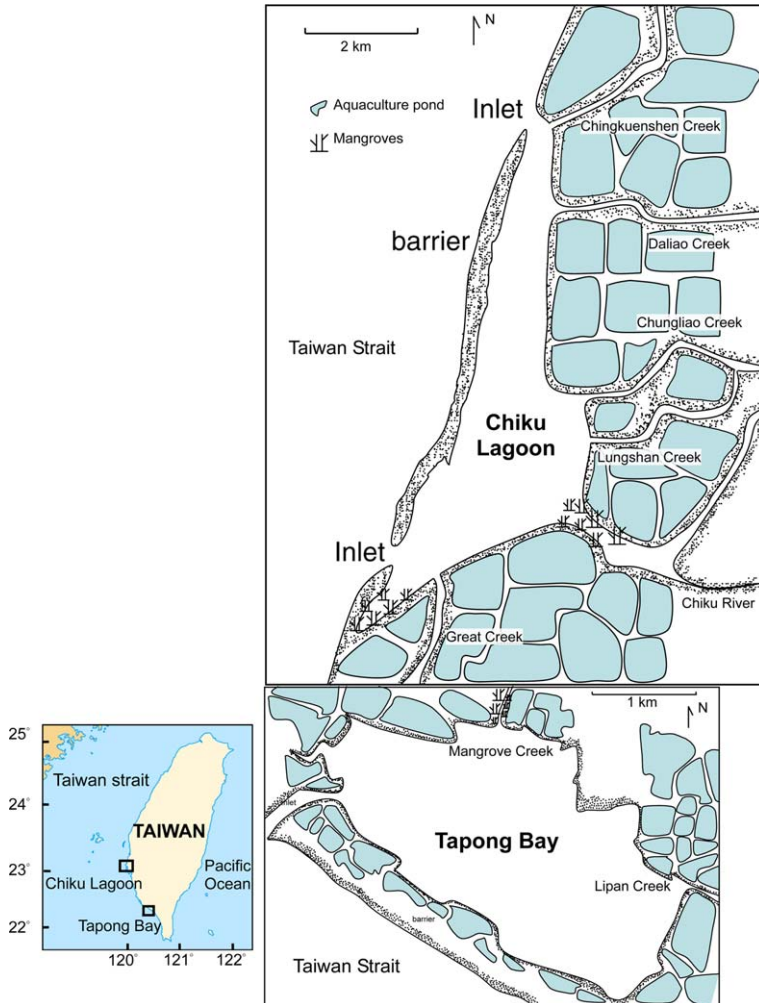 N
2 km
Aquaculture pond
Inlet
Chingkuenshen Creek
Mangroves
barrier
Daliao Creek
Chungliao Creek
Taiwan Strait
Chiku
Lagoon
Lungshan Creek
Inlet
Chiku River
Great Creek
1 km
N
Mangrove Creek
inlet
Tapong Bay
Lipan Creek
barrier
Taiwan Strait
25°
Taiwan strait
24°
TAIWAN
23°
Pacific
Ocean
Chiku Lagoon
Tapong Bay
22°
120° 121° 122°